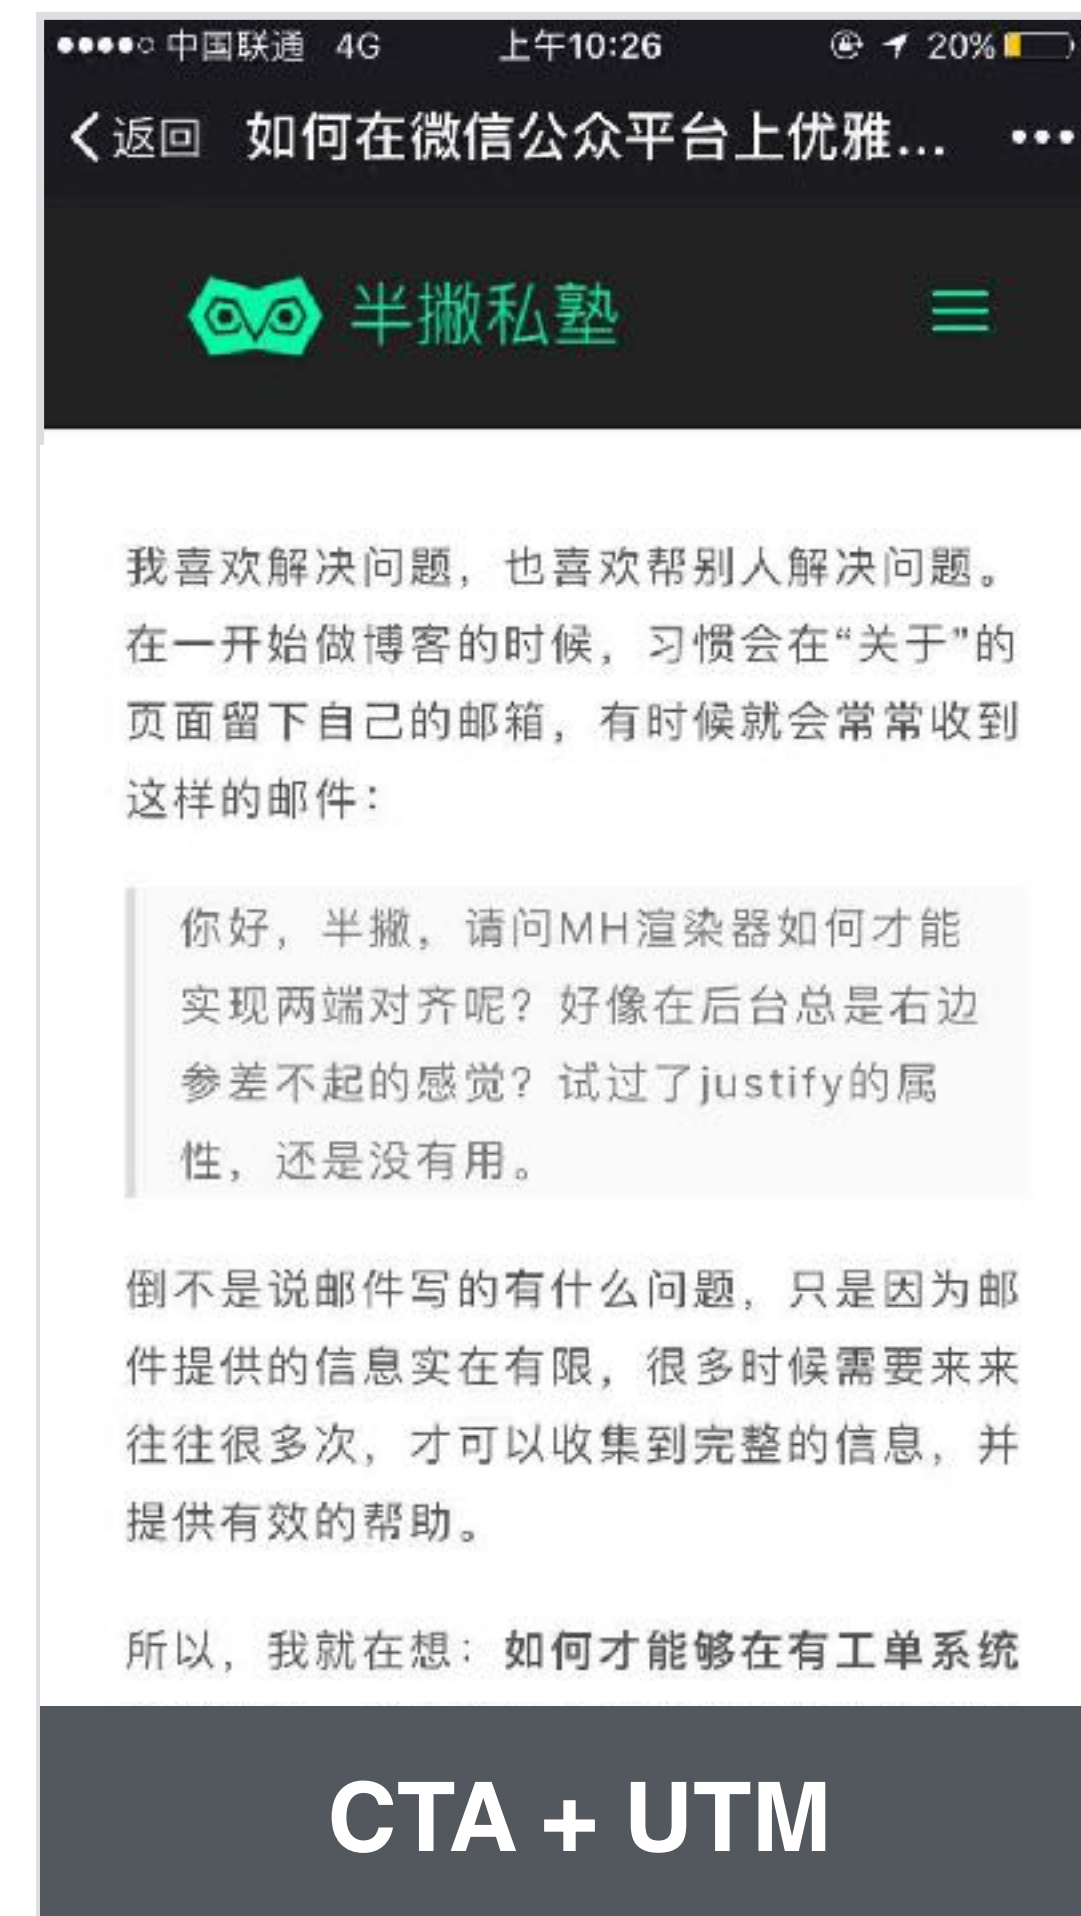 中国联通 4G 上午10:26 20%
返回 如何在微信公众平台上优雅... •••
半撇私塾
我喜欢解决问题，也喜欢帮别人解决问题。
在一开始做博客的时候，习惯会在“关于”的
页面留下自己的邮箱，有时候就会常常收到
这样的邮件：
你好，半撇，请问MH渲染器如何才能
实现两端对齐呢？好像在后台总是右边
参差不起的感觉？试过了justify的属
性，还是没有用。
倒不是说邮件写的有什么问题，只是因为邮
件提供的信息实在有限，很多时候需要来来
往往很多次，才可以收集到完整的信息，并
提供有效的帮助。
所以，我就在想：如何才能够在有工单系统
CTA + UTM